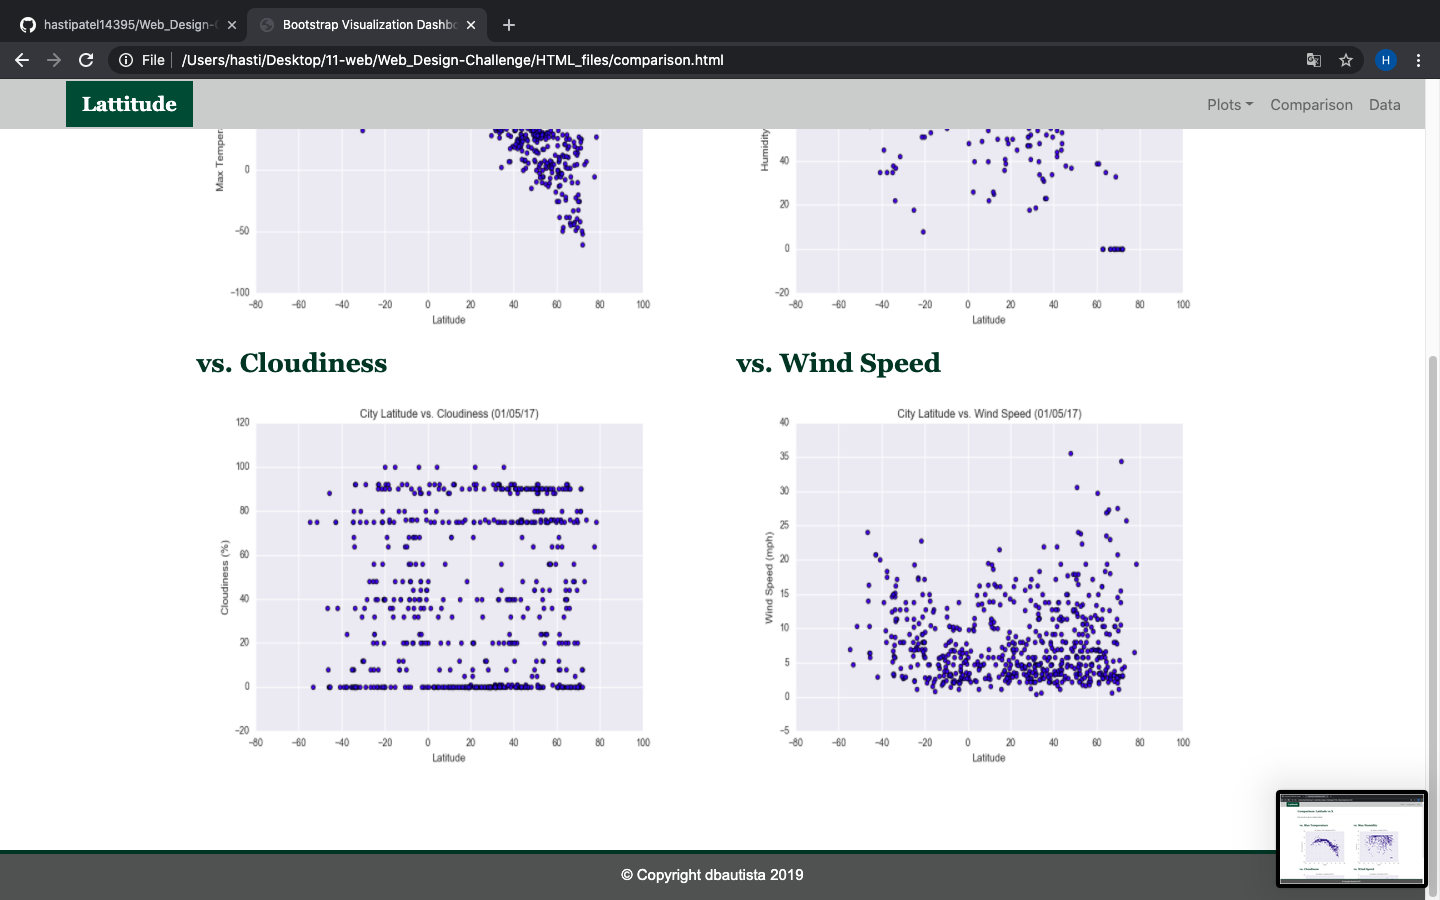 hastipatel14395/Web_Design-
Bootstrap Visualization Dashbo
File
/Users/hasti/Desktop/11-web/Web_Design-Challenge/HTML_files/comparison.html
H
Lattitude
Plots
Comparison
Data
Max Temper
0
−50
−100
−80 −60 −40 −20 0 20 40 60 80 100
Latitude
Humidity
40
20
0
−20
−80 −60 −40 −20 0 20 40 60 80 100
Latitude
vs. Cloudiness
City Latitude vs. Cloudiness (01/05/17)
Cloudiness (%)
120
100
80
60
40
20
0
−20
−80 −60 −40 −20 0 20 40 60 80 100
Latitude
vs. Wind Speed
City Latitude vs. Wind Speed (01/05/17)
Wind Speed (mph)
40
35
30
25
20
15
10
5
0
−5
−80 −60 −40 −20 0 20 40 60 80 100
Latitude
© Copyright dbautista 2019